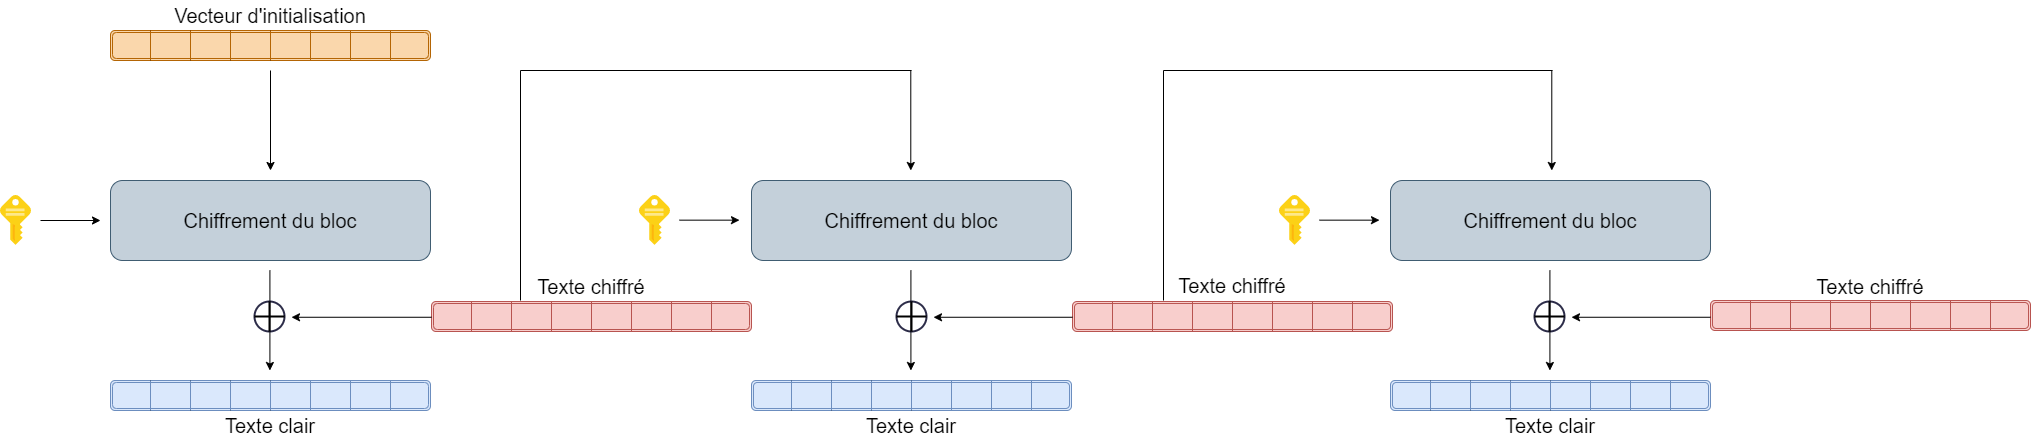 Vecteur d'initialisation
Chiffrement du bloc
Chiffrement du bloc
Chiffrement du bloc
Texte chiffré
Texte chiffré
Texte chiffré
Texte clair
Texte clair
Texte clair